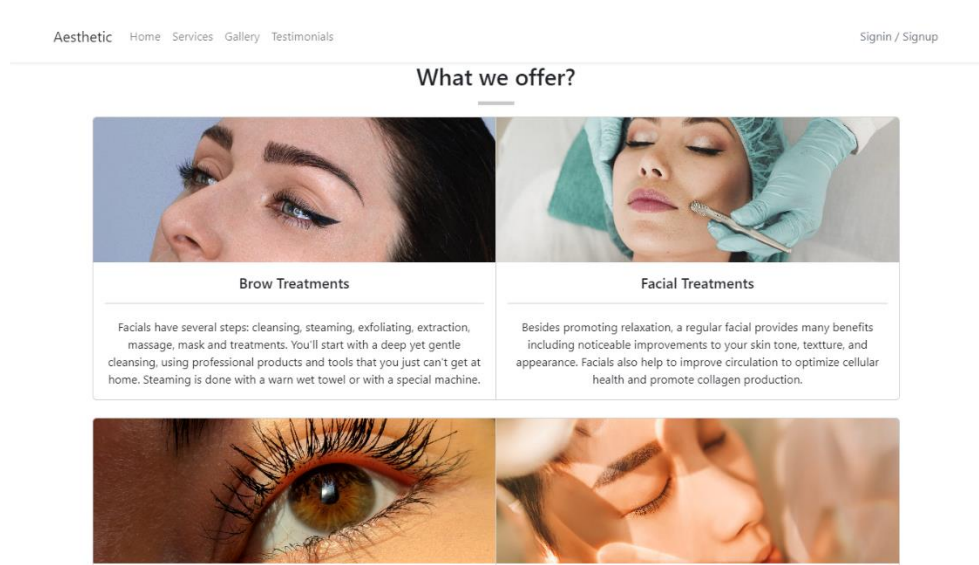 Aesthetic Home Services Gallery Testimonials Signin / Signup
What we offer?
Brow Treatments
Facials have several steps: cleansing, steaming, exfoliating, extraction,
massage, mask and treatments. You'll start with a deep yet gentle
cleansing, using professional products and tools that you just can't get at
home. Steaming is done with a warn wet towel or with a special machine.
Facial Treatments
Besides promoting relaxation, a regular facial provides many benefits
including noticeable improvements to your skin tone, textture, and
appearance. Facials also help to improve circulation to optimize cellular
health and promote collagen production.